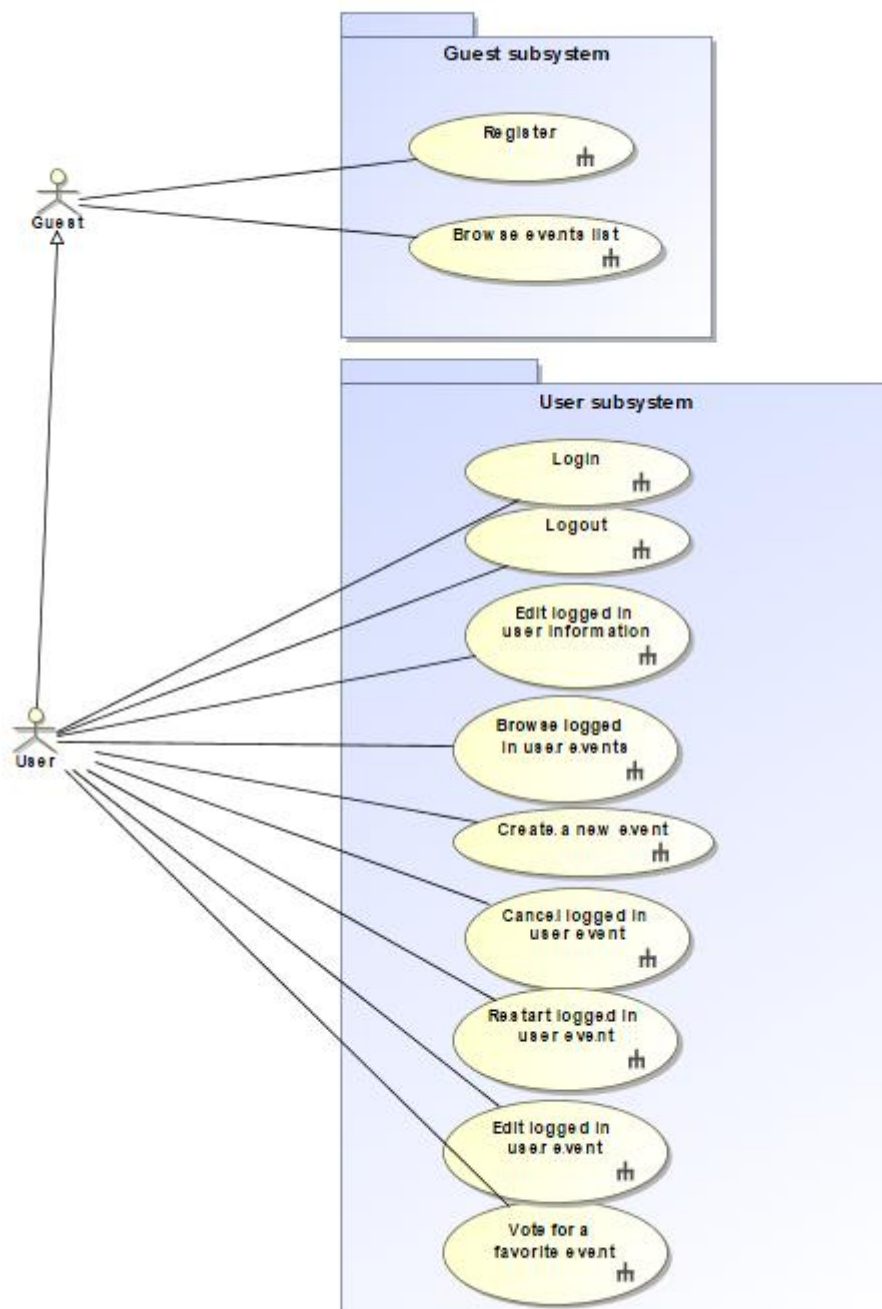 Guest subsystem
Register
Browse events list
Guest
User subsystem
Login
Logout
Edit logged in
user information
Browse logged
in user events
User
Create a new event
Cancel logged in
user event
Restart logged in
user event
Edit logged in
user event
Vote for a
favorite event